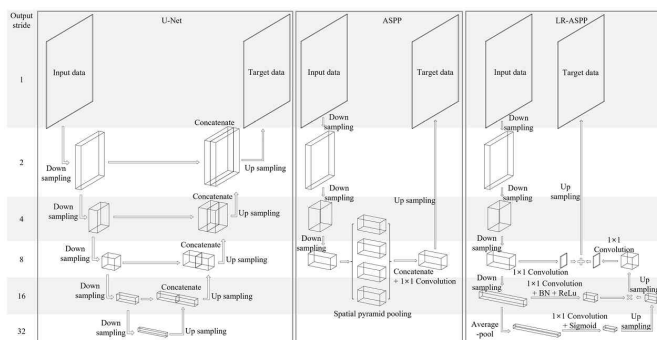 Output
stride
U-Net
ASPP
LR-ASPP
1
Input data
Target data
Input data
Target data
Input data
Target data
Concatenate
Down
sampling
Down
sampling
Down
sampling
2
Up sampling
Down
sampling
Down
sampling
Down
sampling
Concatenate
Up sampling
Up
sampling
4
Up sampling
Down
sampling
Down
sampling
Down
sampling
Concatenate
1×1
Convolution
8
Up sampling
Concatenate
+ 1×1 Convolution
1×1 Convolution
Down
sampling
Concatenate
Down
sampling
1×1 Convolution
+ BN + ReLu
Up
sampling
16
Up sampling
Spatial pyramid pooling
Down
sampling
Average
-pool
1×1 Convolution
+ Sigmoid
Up
sampling
32
Up sampling